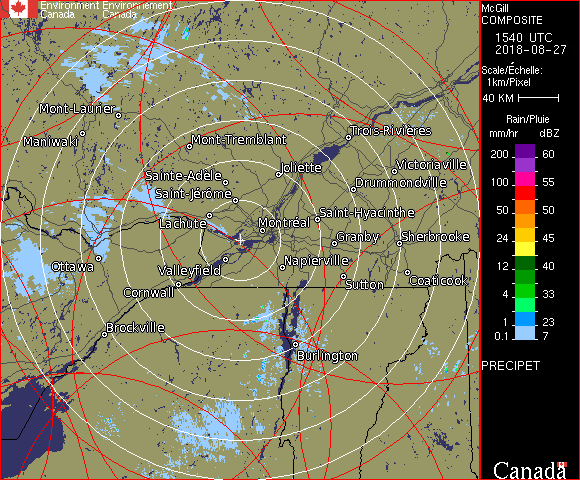 Environment Environnement
Canada Canada
McGill
COMPOSITE
1540 UTC
2018-08-27
Scale/Échelle:
1km/Pixel
40 KM
Rain/Pluie
mm/hr dBZ
200 60
150 55
100 55
50 50
24 45
12 40
4 33
1 23
0.1 7
PRECIPET
Canada
Mont-Laurier
Trois-Rivières
Maniwaki
Mont-Tremblant
Joliette
Victoriaville
Sainte-Adèle
Drummondville
Saint-Jérôme
Saint-Hyacinthe
Lachute
Montréal
Granby
Sherbrooke
Ottawa
Valleyfield
Napierville
Cornwall
Sutton
Coaticook
Brockville
Burlington